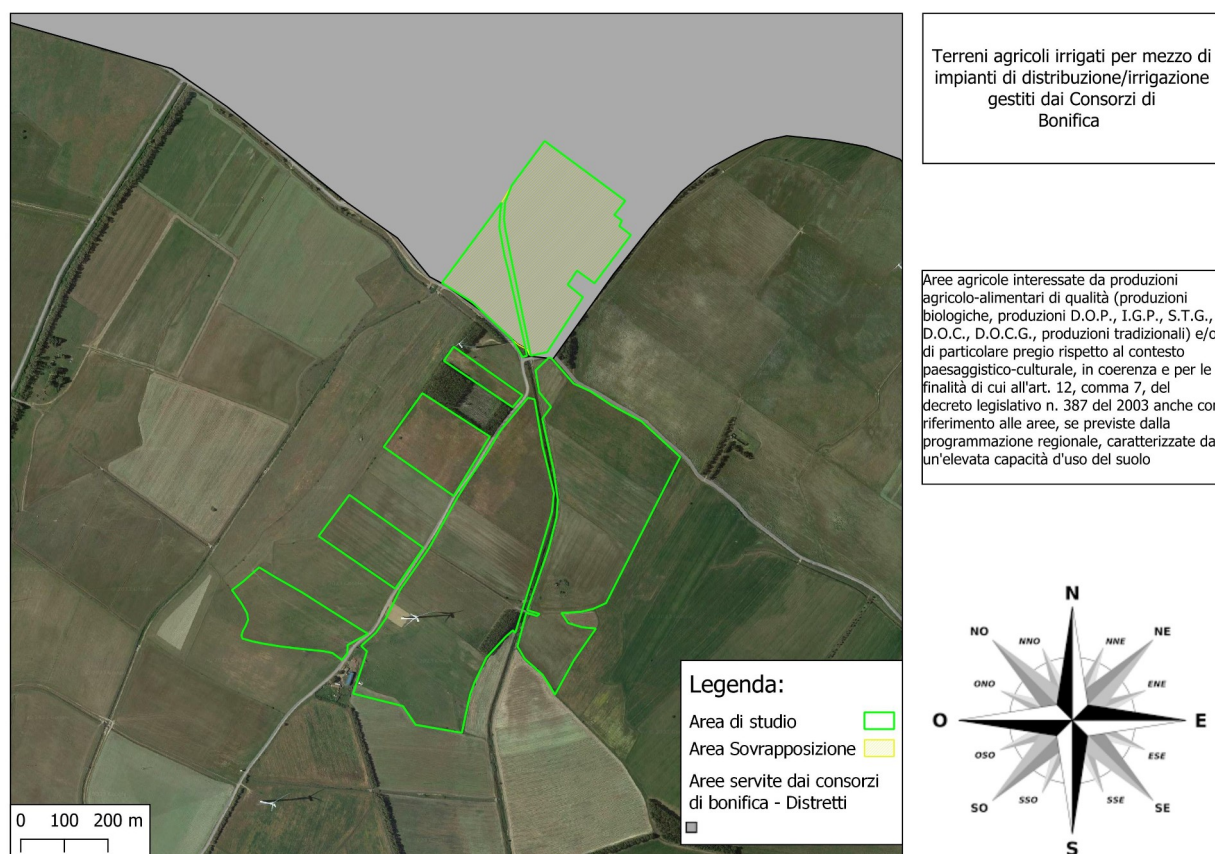 Terreni agricoli irrigati per mezzo di
impianti di distribuzione/irrigazione
gestiti dai Consorzi di
Bonifica
Aree agricole interessate da produzioni
agricolo-alimentari di qualità (produzioni
biologiche, produzioni D.O.P., I.G.P., S.T.G.,
D.O.C., D.O.C.G., produzioni tradizionali) e/o
di particolare pregio rispetto al contesto
paesaggistico-culturale, in coerenza e per le
finalità di cui all'art. 12, comma 7, del
decreto legislativo n. 387 del 2003 anche con
riferimento alle aree, se previste dalla
programmazione regionale, caratterizzate da
un'elevata capacità d'uso del suolo
Legenda:
Area di studio
Area Sovrapposizione
Aree servite dai consorzi
di bonifica - Distretti
0 100 200 m
N
NO NNO NNE NE
ONO ENE
O E
OSO ESE
SO SSO SSE SE
S